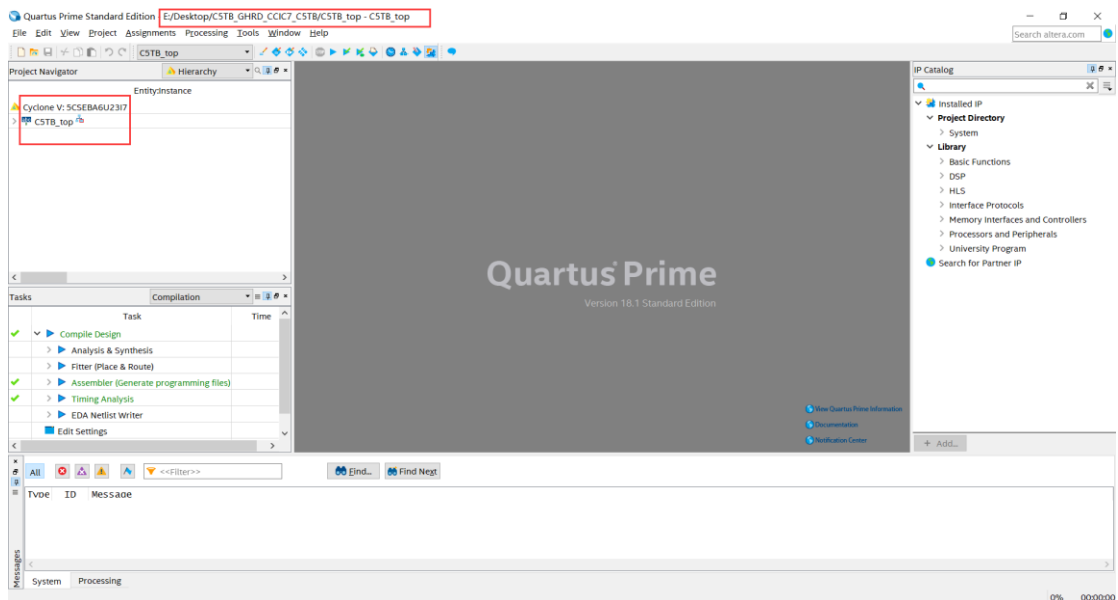 Quartus Prime Standard Edition - E:/Desktop/C5TB_GHRD_CCIC7_C5TB/C5TB_top - C5TB_top
File Edit View Project Assignments Processing Tools Window Help
Search altera.com
C5TB_top
Project Navigator
Hierarchy
Entity:Instance
Cyclone V: 5CSEBA6U23I7
C5TB_top
Tasks
Compilation
Task Time
Compile Design
Analysis & Synthesis
Fitter (Place & Route)
Assembler (Generate programming files)
Timing Analysis
EDA Netlist Writer
Edit Settings
Quartus Prime
Version 18.1 Standard Edition
View Quartus Prime Information
Documentation
Notification Center
IP Catalog
Installed IP
Project Directory
System
Library
Basic Functions
DSP
HLS
Interface Protocols
Memory Interfaces and Controllers
Processors and Peripherals
University Program
Search for Partner IP
+ Add...
All
<<Filter>>
Find...
Find Next
Type ID Message
Messages
System Processing
0% 00:00:00